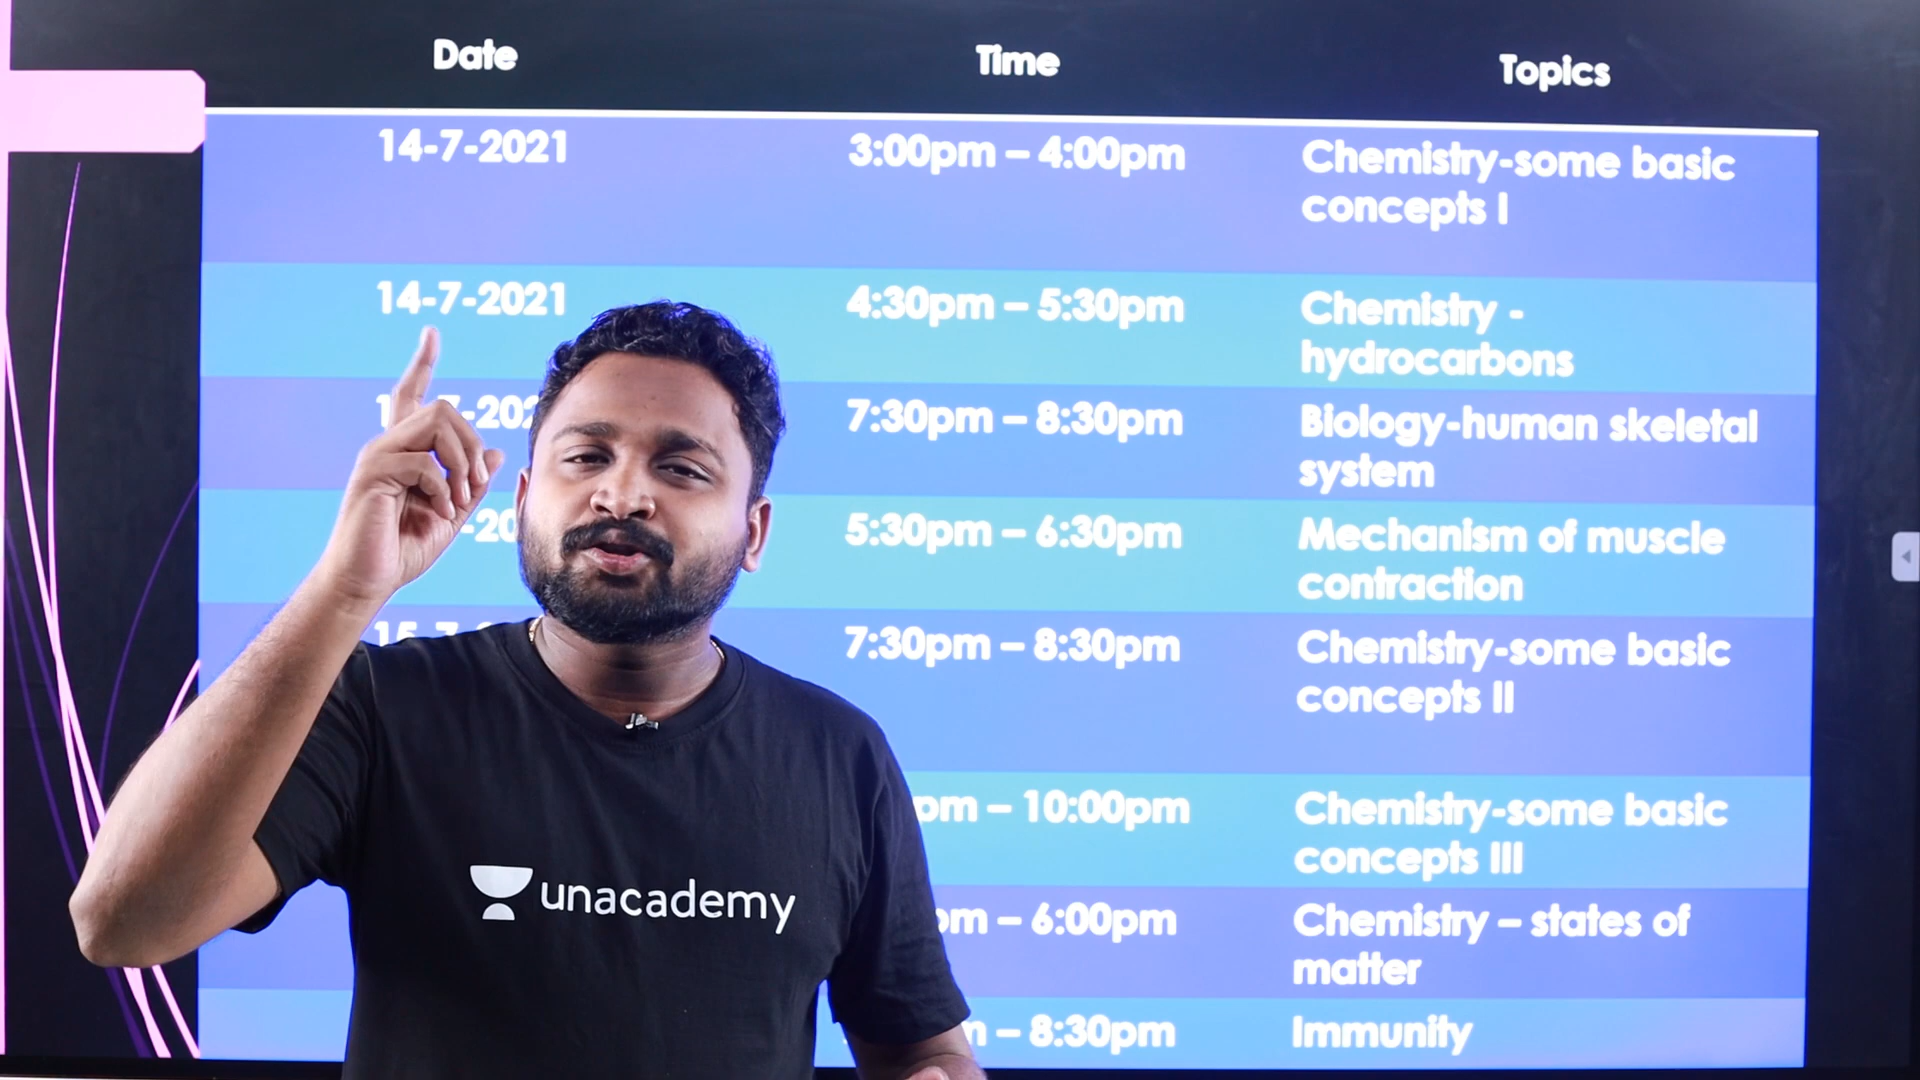 Date Time Topics
14-7-2021 3:00pm – 4:00pm Chemistry-some basic
concepts I
14-7-2021 4:30pm – 5:30pm Chemistry -
hydrocarbons
7:30pm – 8:30pm Biology-human skeletal
system
5:30pm – 6:30pm Mechanism of muscle
contraction
7:30pm – 8:30pm Chemistry-some basic
concepts II
– 10:00pm Chemistry-some basic
concepts III
– 6:00pm Chemistry – states of
matter
– 8:30pm Immunity
unacademy